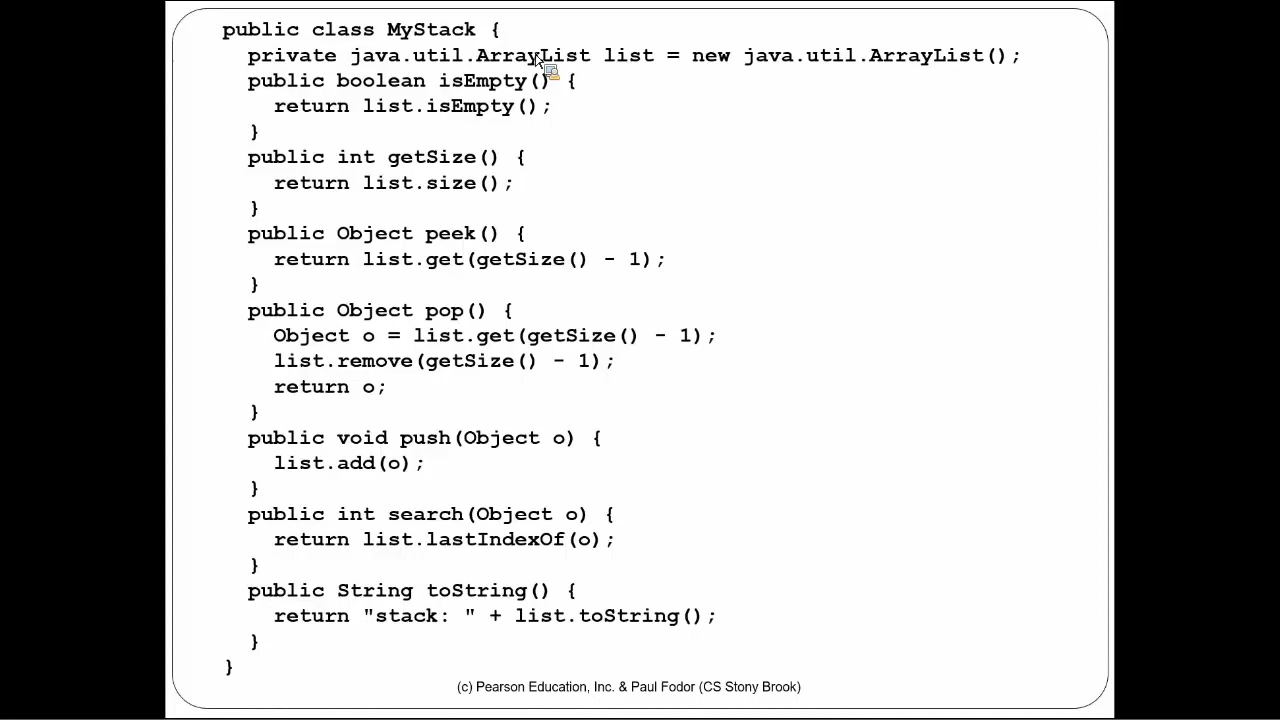 public class MyStack {
private java.util.ArrayList list = new java.util.ArrayList();
public boolean isEmpty() {
return list.isEmpty();
}
public int getSize() {
return list.size();
}
public Object peek() {
return list.get(getSize() - 1);
}
public Object pop() {
Object o = list.get(getSize() - 1);
list.remove(getSize() - 1);
return o;
}
public void push(Object o) {
list.add(o);
}
public int search(Object o) {
return list.lastIndexOf(o);
}
public String toString() {
return "stack: " + list.toString();
}
}
(c) Pearson Education, Inc. & Paul Fodor (CS Stony Brook)